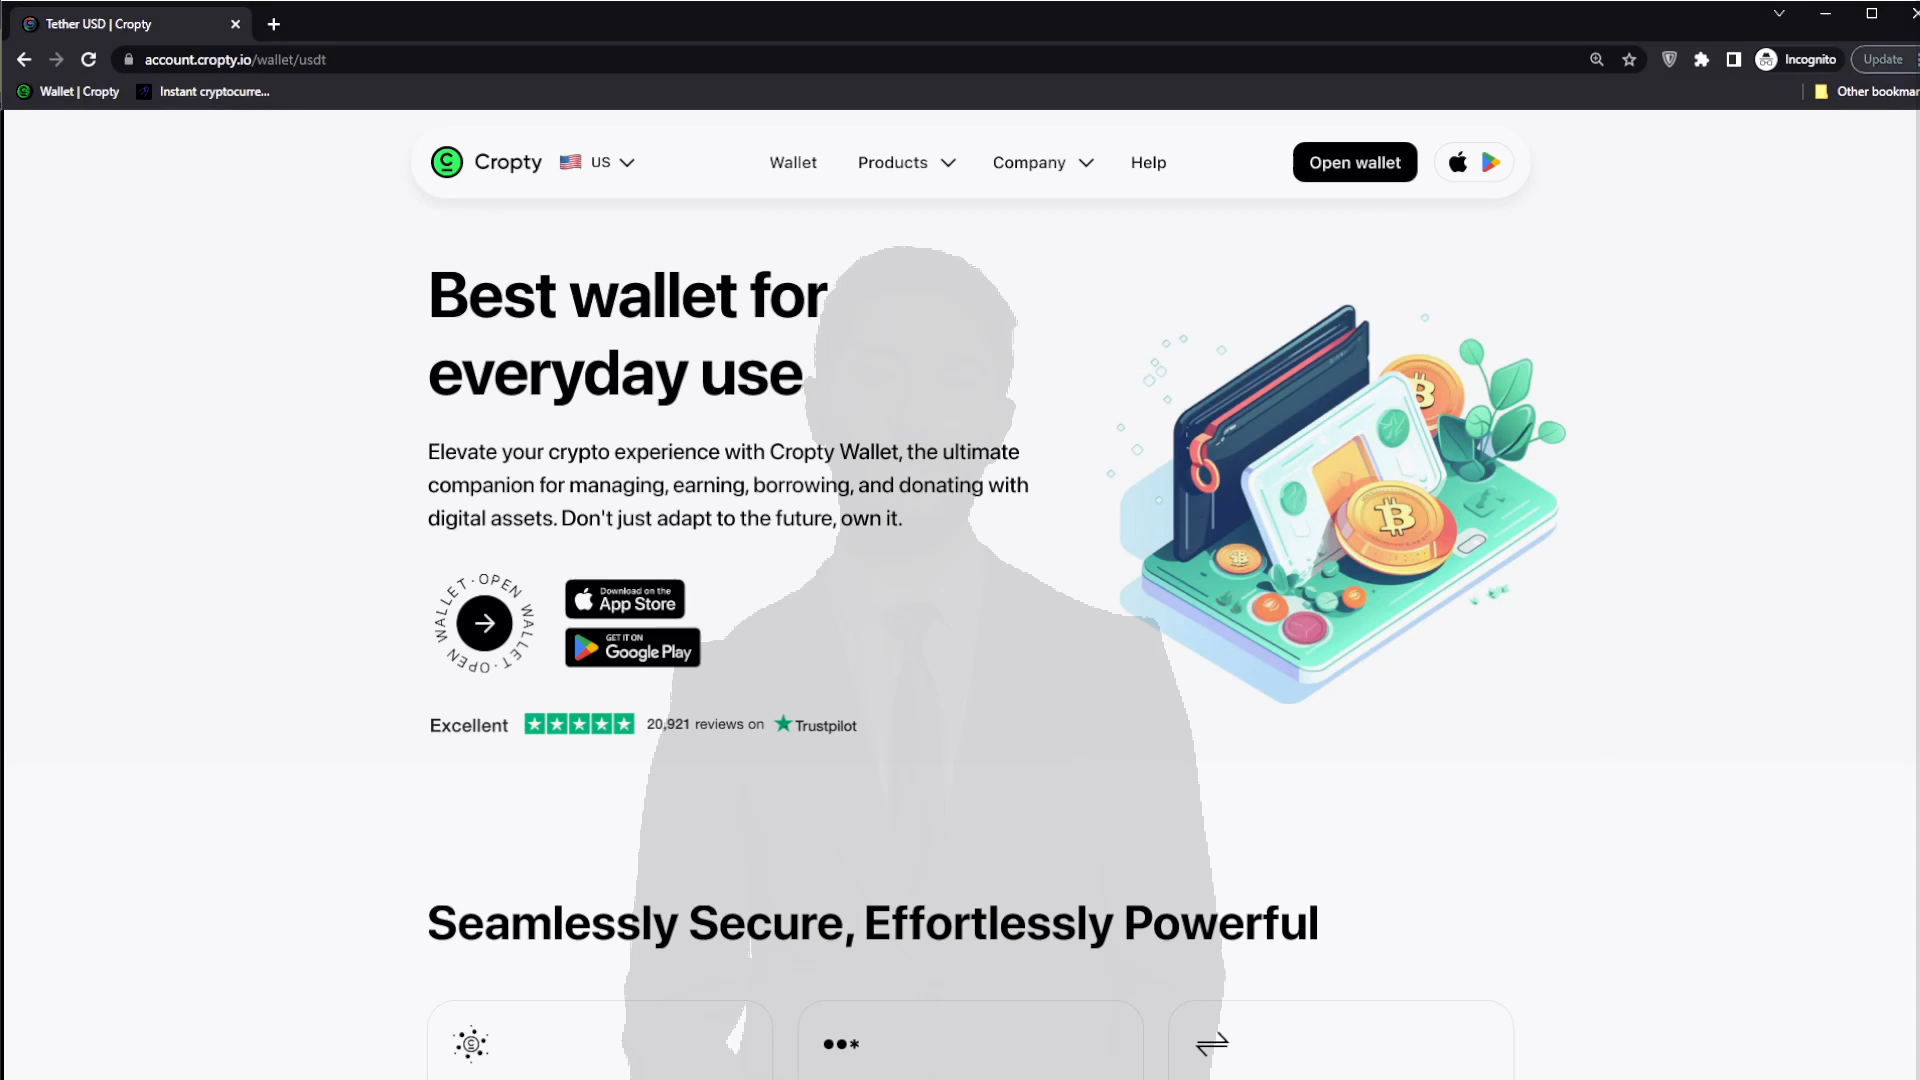 Tether USD | Cropty
account.cropty.io/wallet/usdt
Incognito
Update
Wallet | Cropty
Instant cryptocurre...
Other bookmar
Cropty
US
Wallet
Products
Company
Help
Open wallet
Best wallet for
everyday use
Elevate your crypto experience with Cropty Wallet, the ultimate
companion for managing, earning, borrowing, and donating with
digital assets. Don't just adapt to the future, own it.
OPEN WALLET · OPEN WALLET ·
Download on the
App Store
GET IT ON
Google Play
Excellent
20,921 reviews on
Trustpilot
Seamlessly Secure, Effortlessly Powerful